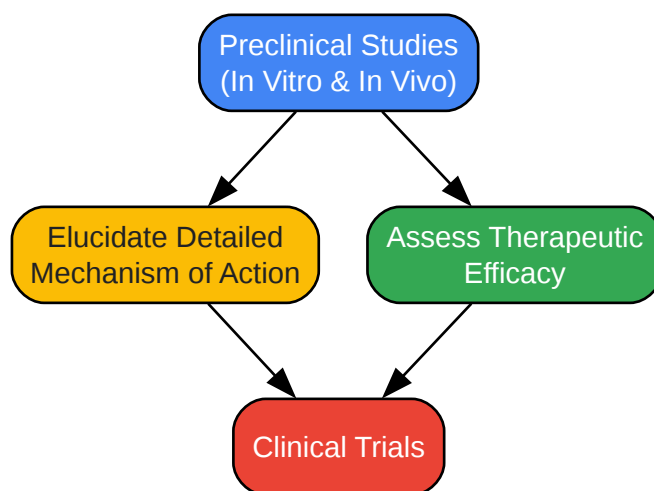 Preclinical Studies
(In Vitro & In Vivo)
Elucidate Detailed
Mechanism of Action
Assess Therapeutic
Efficacy
Clinical Trials